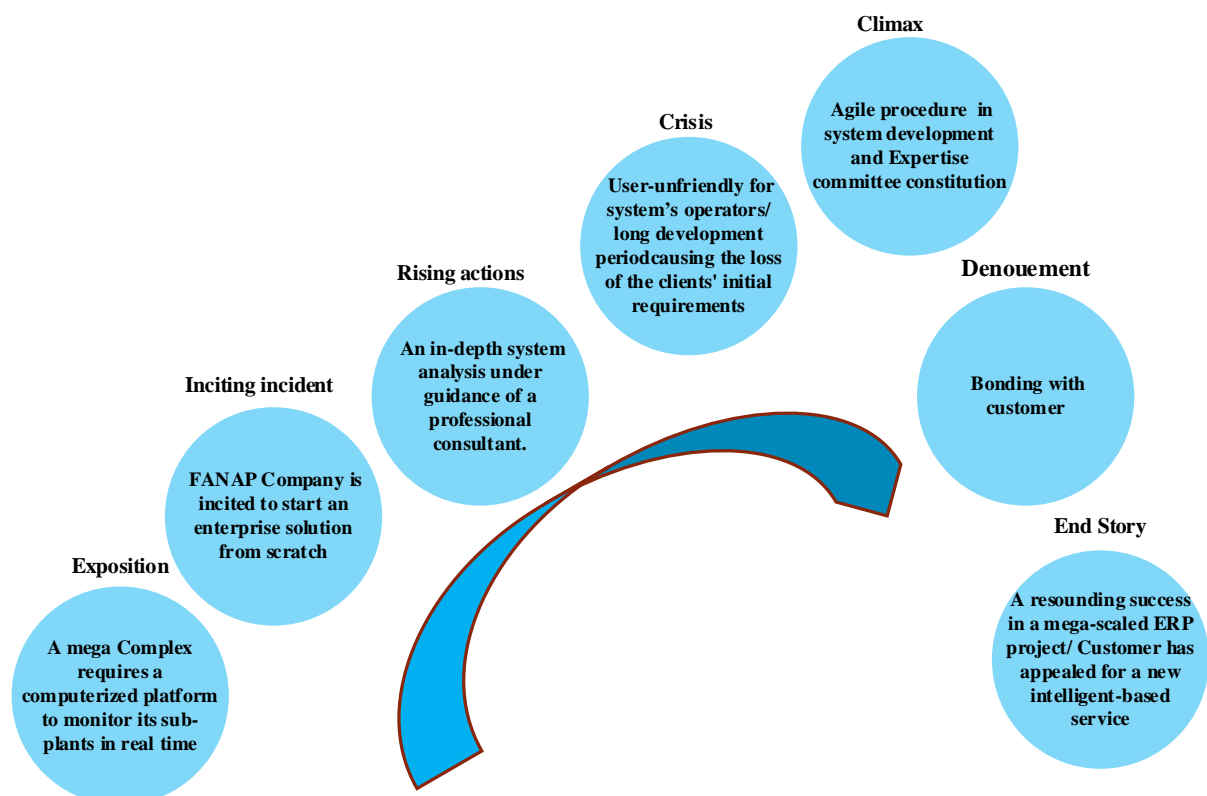 Exposition
A mega Complex
requires a
computerized platform
to monitor its sub-
plants in real time
Inciting incident
FANAP Company is
incited to start an
enterprise solution
from scratch
Rising actions
An in-depth system
analysis under
guidance of a
professional
consultant.
Crisis
User-unfriendly for
system's operators/
long development
periodcausing the loss
of the clients' initial
requirements
Climax
Agile procedure in
system development
and Expertise
committee constitution
Denouement
Bonding with
customer
End Story
A resounding success
in a mega-scaled ERP
project/ Customer has
appealed for a new
intelligent-based
service